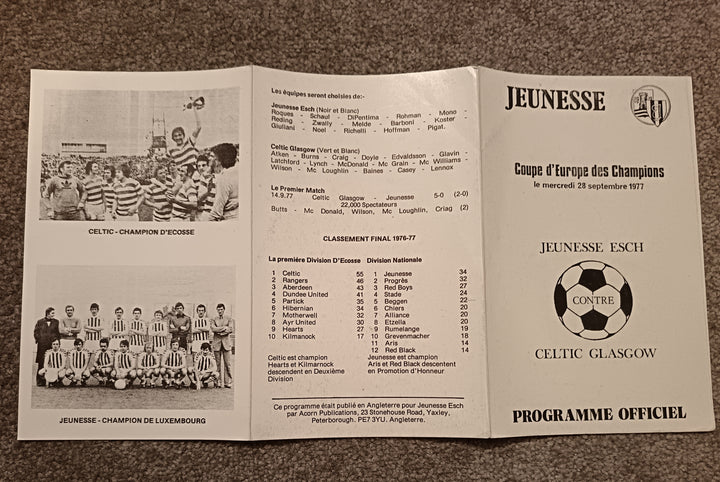 CELTIC - CHAMPION D'ECOSSE
JEUNESSE - CHAMPION DE LUXEMBOURG
Les équipes seront choisies de:-
Jeunesse Esch (Noir et Blanc)
Roques - Schaul - DiPentima - Rohman - Mono -
Reding - Zwally - Melde - Barboni - Koster -
Giuliani - Noel - Richelli - Hoffman - Pigat.
Celtic Glasgow (Vert et Blanc)
Aitken - Burns - Craig - Doyle - Edvaldsson - Glavin -
Latchford - Lynch - McDonald - Mc Grain - Mc Williams -
Wilson - Mc Loughlin - Baines - Casey - Lennox
Le Premier Match
14.9.77 Celtic Glasgow - Jeunesse 5-0 (2-0)
22,000 Spectateurs
Butts - Mc Donald, Wilson, Mc Loughlin, Criag (2)
CLASSEMENT FINAL 1976-77
La première Division D'Ecosse Division Nationale
1 Celtic 55 1 Jeunesse 34
2 Rangers 46 2 Progrès 32
3 Aberdeen 43 3 Red Boys 27
4 Dundee United 41 4 Stade 24
5 Partick 35 5 Beggen 22
6 Hibernian 34 6 Chiers 20
7 Motherwell 32 7 Alliance 20
8 Ayr United 30 8 Etzella 20
9 Hearts 27 9 Rumelange 19
10 Kilmanock 17 10 Grevenmacher 18
11 Aris 14
12 Red Black 14
Celtic est champion Jeunesse est champion
Hearts et Kilmarnock Aris et Red Black descentent
descendent en Deuxième en Promotion d'Honneur
Division
Ce programme était publié en Angleterre pour Jeunesse Esch
par Acorn Publications, 23 Stonehouse Road, Yaxley,
Peterborough. PE7 3YU. Angleterre.
JEUNESSE
Coupe d'Europe des Champions
le mercredi 28 septembre 1977
JEUNESSE ESCH
CONTRE
CELTIC GLASGOW
PROGRAMME OFFICIEL